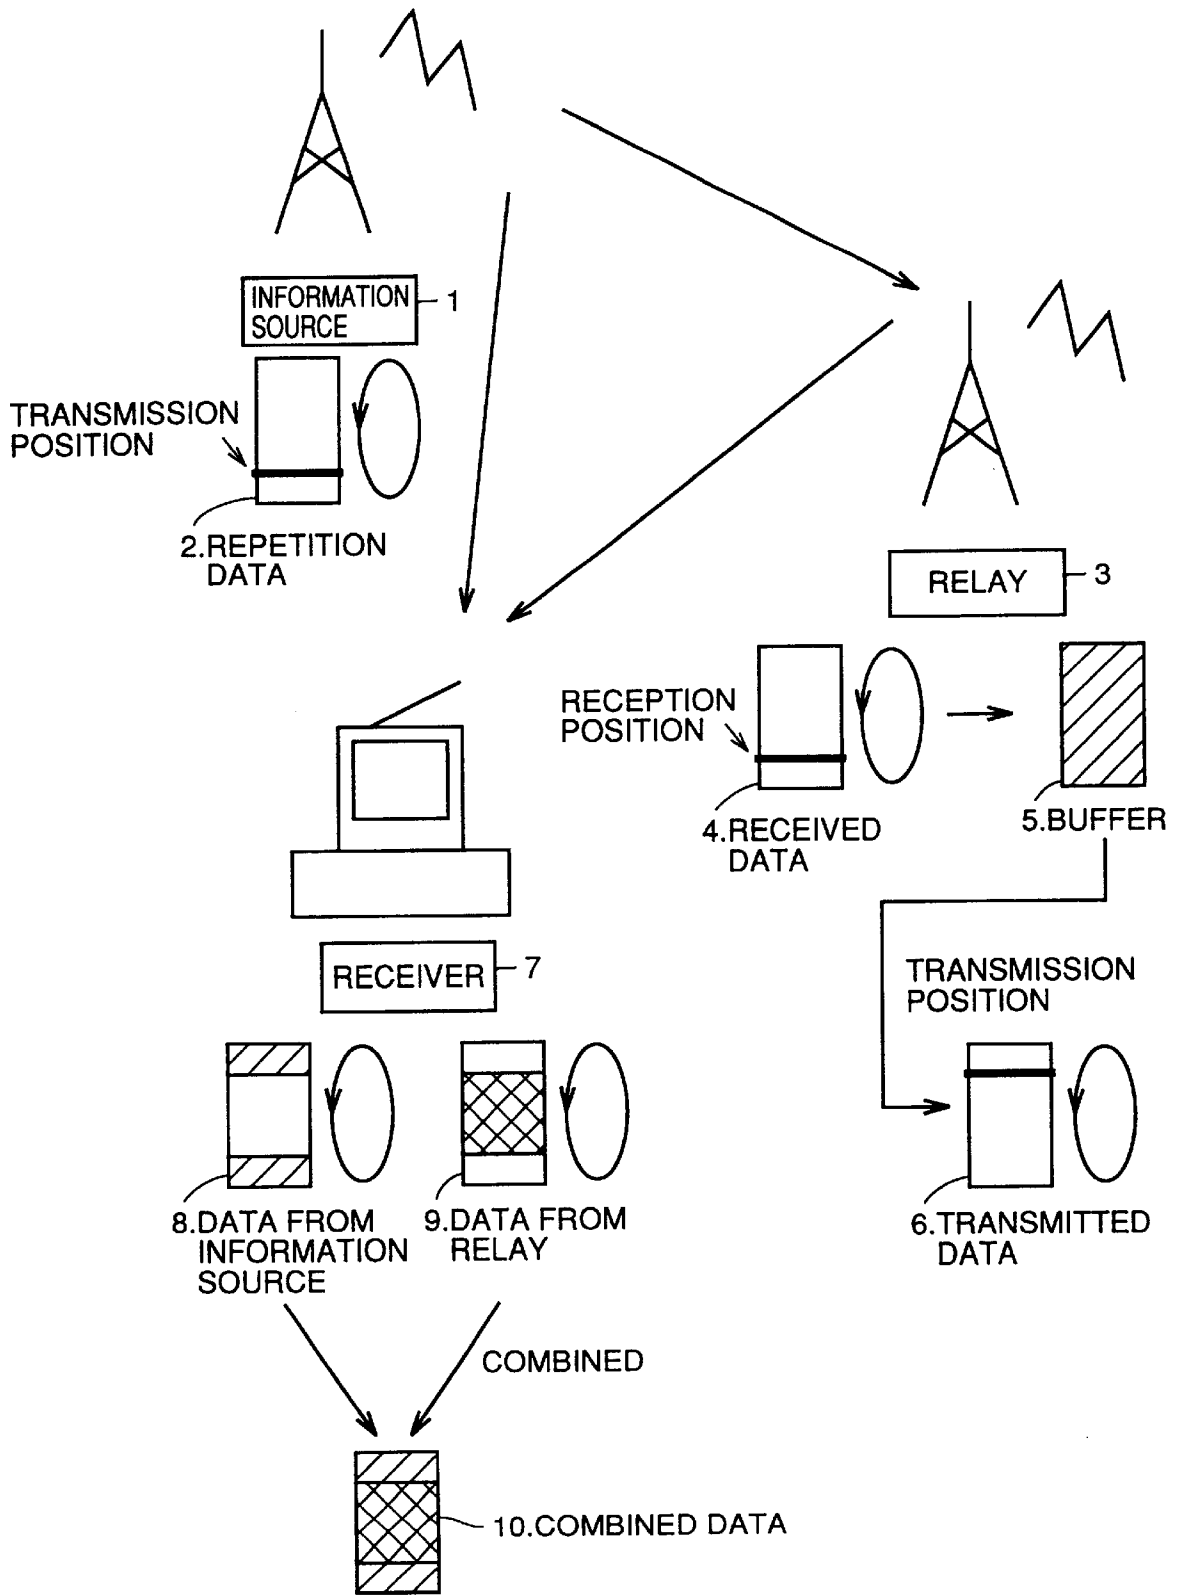 INFORMATION
SOURCE
1
TRANSMISSION
POSITION
2.REPETITION
DATA
RELAY
3
RECEPTION
POSITION
4.RECEIVED
DATA
5.BUFFER
TRANSMISSION
POSITION
6.TRANSMITTED
DATA
RECEIVER
7
8.DATA FROM
INFORMATION
SOURCE
9.DATA FROM
RELAY
COMBINED
10.COMBINED DATA